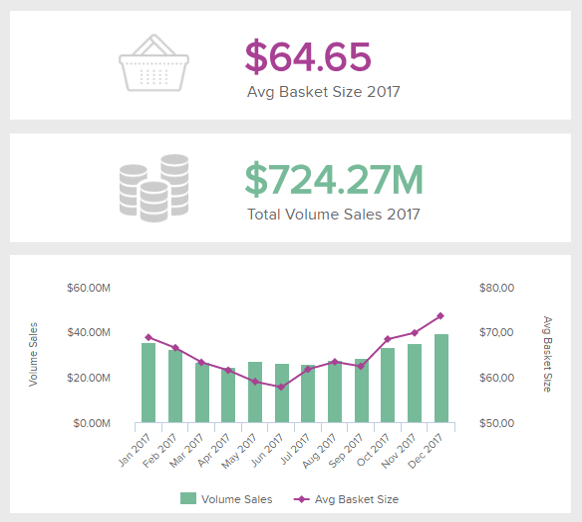 $64.65
Avg Basket Size 2017
$724.27M
Total Volume Sales 2017
$60.00M
$40.00M
$20.00M
$0.00M
Volume Sales
$80.00
$70.00
$60.00
$50.00
Avg Basket Size
Jan 2017
Feb 2017
Mar 2017
Apr 2017
May 2017
Jun 2017
Jul 2017
Aug 2017
Sep 2017
Oct 2017
Nov 2017
Dec 2017
Volume Sales
Avg Basket Size